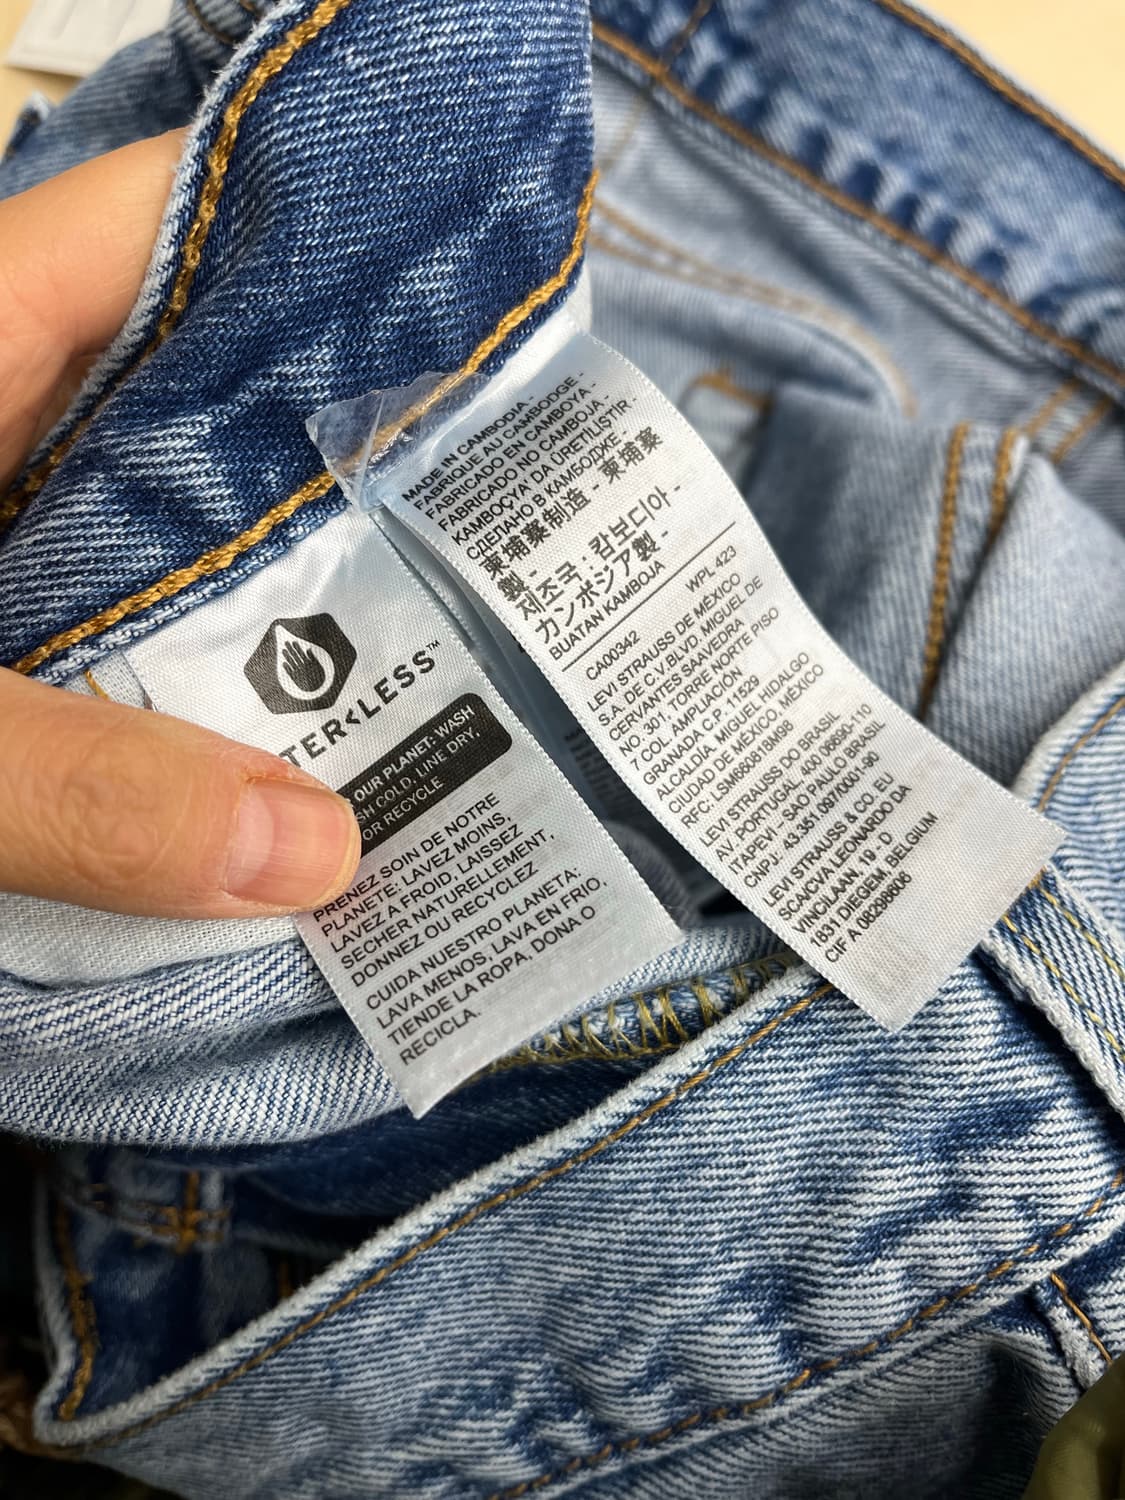 TER<LESS™
OUR PLANET: WASH
SH COLD, LINE DRY,
OR RECYCLE
PRENEZ SOIN DE NOTRE
PLANÈTE: LAVEZ MOINS,
LAVEZ A FROID, LAISSEZ
SÉCHER NATURELLEMENT,
DONNEZ OU RECYCLEZ
CUIDA NUESTRO PLANETA:
LAVA MENOS, LAVA EN FRIO,
TIENDE LA ROPA, DONA O
RECICLA.
MADE IN CAMBODIA -
FABRIQUE AU CAMBODGE -
FABRICADO EN CAMBOYA -
FABRICADO NO CAMBOJA -
KAMBOÇYA' DA ÜRETILISTIR -
СДЕЛАНО В КАМБОДЖЕ -
柬埔寨制造 - 柬埔寨
製 -
제조국 : 캄보디아 -
カンボジア製 -
BUATAN KAMBOJA
WPL 423
CA00342
LEVI STRAUSS DE MÉXICO
S.A. DE C.V. BLVD. MIGUEL DE
CERVANTES SAAVEDRA
NO. 301, TORRE NORTE PISO
7 COL. AMPLIACIÓN
GRANADA C.P. 11529
ALCALDÍA, MIGUEL HIDALGO
CIUDAD DE MÉXICO. MÉXICO
RFC: LSM680818M98
LEVI STRAUSS DO BRASIL
AV. PORTUGAL, 400 06690-110
ITAPEVI - SAO PAULO BRASIL
CNPJ: 43.351.097/0001-90
LEVI STRAUSS & CO. EU
SCA/CVA LEONARDO DA
VINCILAAN, 19 - D
1831 DIEGEM, BELGIUM
CIF A 08298606